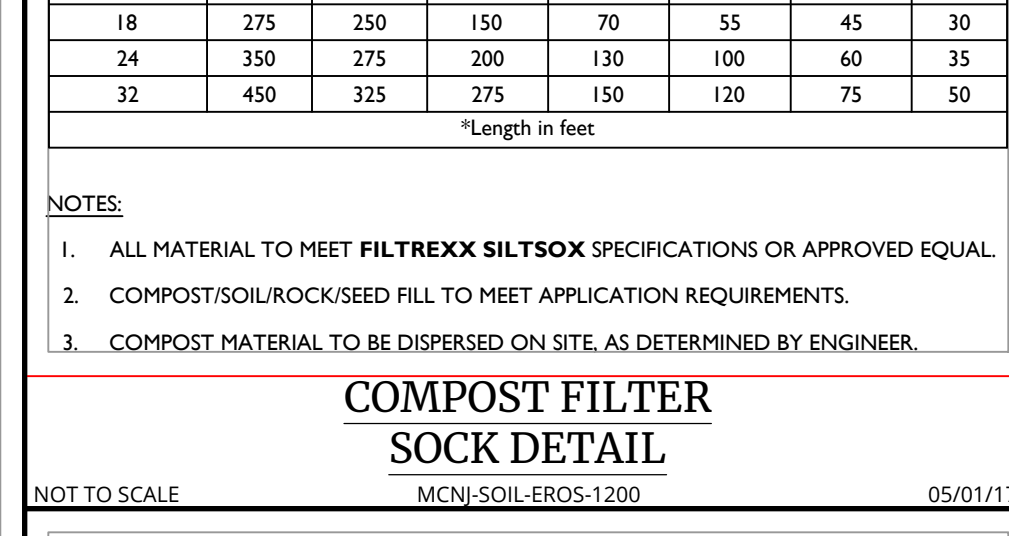 18 275 250 150 70 55 45 30
24 350 275 200 130 100 60 35
32 450 325 275 150 120 75 50
*Length in feet
NOTES:
1. ALL MATERIAL TO MEET FILTREXX SILTSOX SPECIFICATIONS OR APPROVED EQUAL.
2. COMPOST/SOIL/ROCK/SEED FILL TO MEET APPLICATION REQUIREMENTS.
3. COMPOST MATERIAL TO BE DISPERSED ON SITE, AS DETERMINED BY ENGINEER.
COMPOST FILTER
SOCK DETAIL
NOT TO SCALE MCNJ-SOIL-EROS-1200 05/01/17